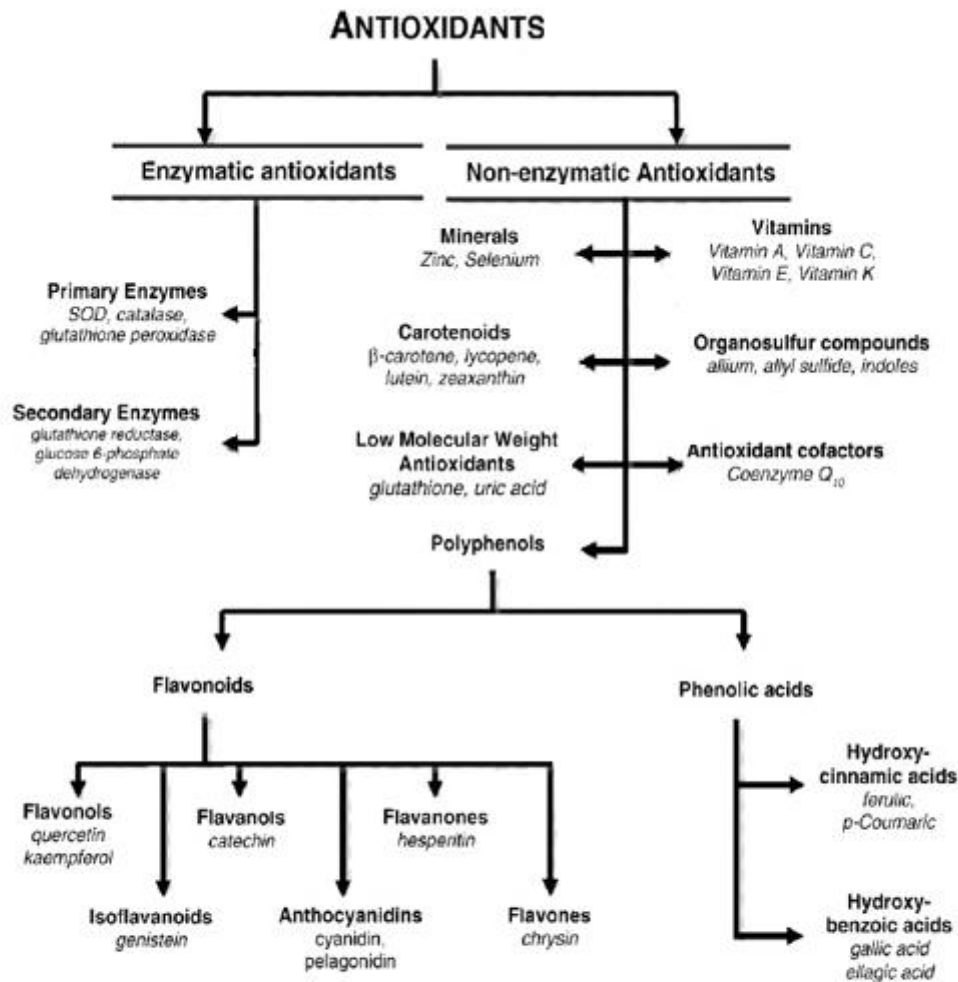 ANTIOXIDANTS
Enzymatic antioxidants
Non-enzymatic Antioxidants
Primary Enzymes
SOD, catalase,
glutathione peroxidase
Secondary Enzymes
glutathione reductase,
glucose 6-phosphate
dehydrogenase
Minerals
Zinc, Selenium
Vitamins
Vitamin A, Vitamin C,
Vitamin E, Vitamin K
Carotenoids
β-carotene, lycopene,
lutein, zeaxanthin
Organosulfur compounds
allium, allyl sulfide, indoles
Low Molecular Weight
Antioxidants
glutathione, uric acid
Antioxidant cofactors
Coenzyme Q₁₀
Polyphenols
Flavonoids
Phenolic acids
Flavonols
quercetin
kaempferol
Flavanols
catechin
Flavanones
hesperitin
Isoflavanoids
genistein
Anthocyanidins
cyanidin,
pelagonidin
Flavones
chrysin
Hydroxy-
cinnamic acids
ferulic,
p-Coumaric
Hydroxy-
benzoic acids
gallic acid
ellagic acid